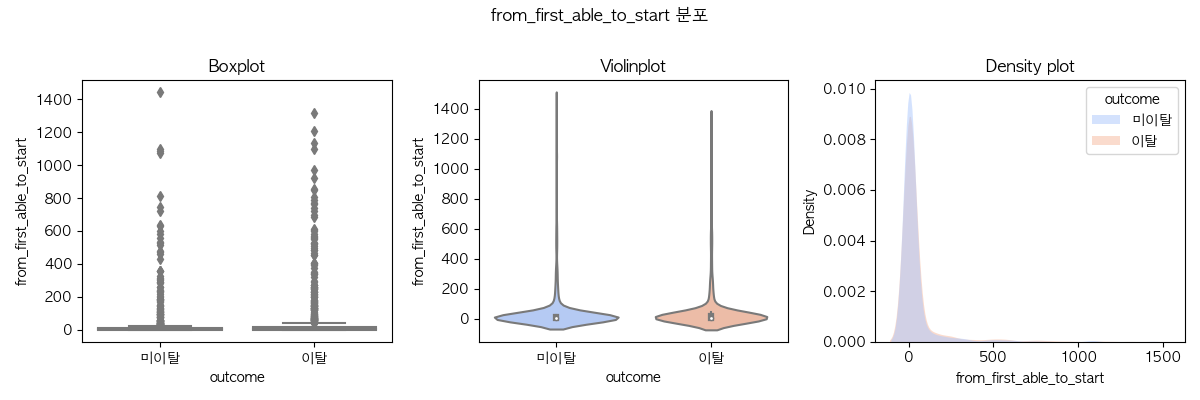 from_first_able_to_start 분포
Boxplot
from_first_able_to_start
1400
1200
1000
800
600
400
200
0
미이탈
이탈
outcome
Violinplot
from_first_able_to_start
1400
1200
1000
800
600
400
200
0
미이탈
이탈
outcome
Density plot
Density
0.010
0.008
0.006
0.004
0.002
0.000
outcome
미이탈
이탈
0
500
1000
1500
from_first_able_to_start